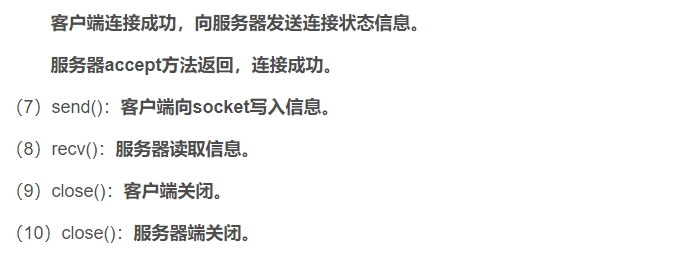 客户端连接成功，向服务器发送连接状态信息。
服务器accept方法返回，连接成功。
（7）send()：客户端向socket写入信息。
（8）recv()：服务器读取信息。
（9）close()：客户端关闭。
（10）close()：服务器端关闭。